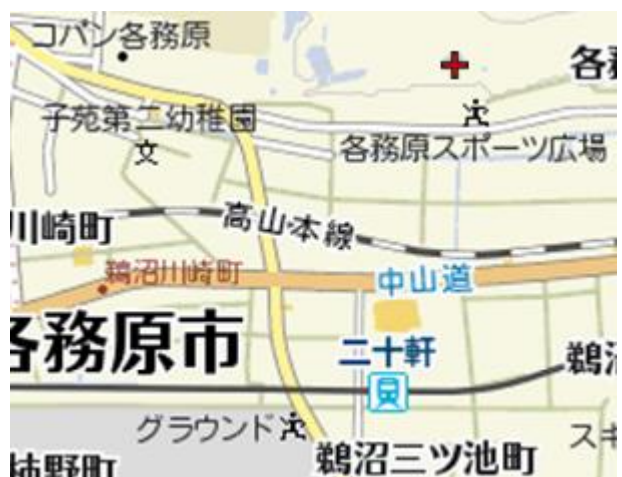 コパン各務原
各
子苑第二幼稚園
各務原スポーツ広場
川崎町
高山本線
鵜沼川崎町
中山道
各務原市
二十軒
鵜沼
グラウンド
スキ
柿野町
鵜沼三ツ池町